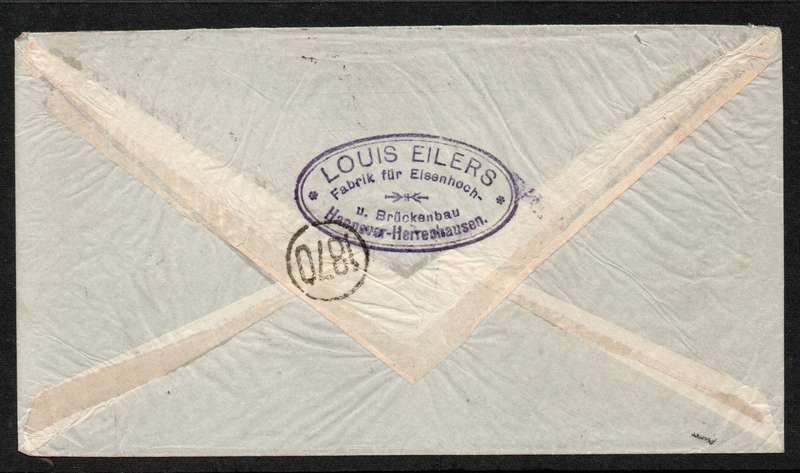 LOUIS EILERS
Fabrik für Eisenhoch-
u. Brückenbau
Hannover-Herrenhausen.
1870